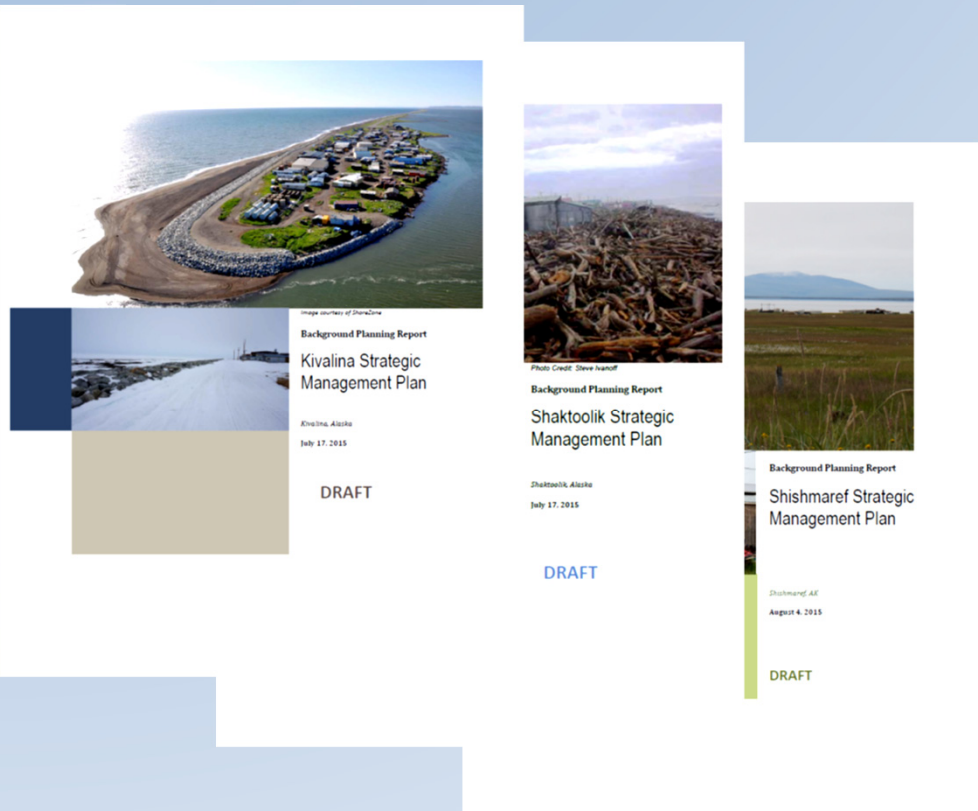 Image courtesy of ShoreZone
Background Planning Report
Kivalina Strategic
Management Plan
Kivalina, Alaska
July 17, 2015
DRAFT
Photo Credit: Steve Ivanoff
Background Planning Report
Shaktoolik Strategic
Management Plan
Shaktoolik, Alaska
July 17, 2015
DRAFT
Background Planning Report
Shishmaref Strategic
Management Plan
Shishmaref, AK
August 4, 2015
DRAFT